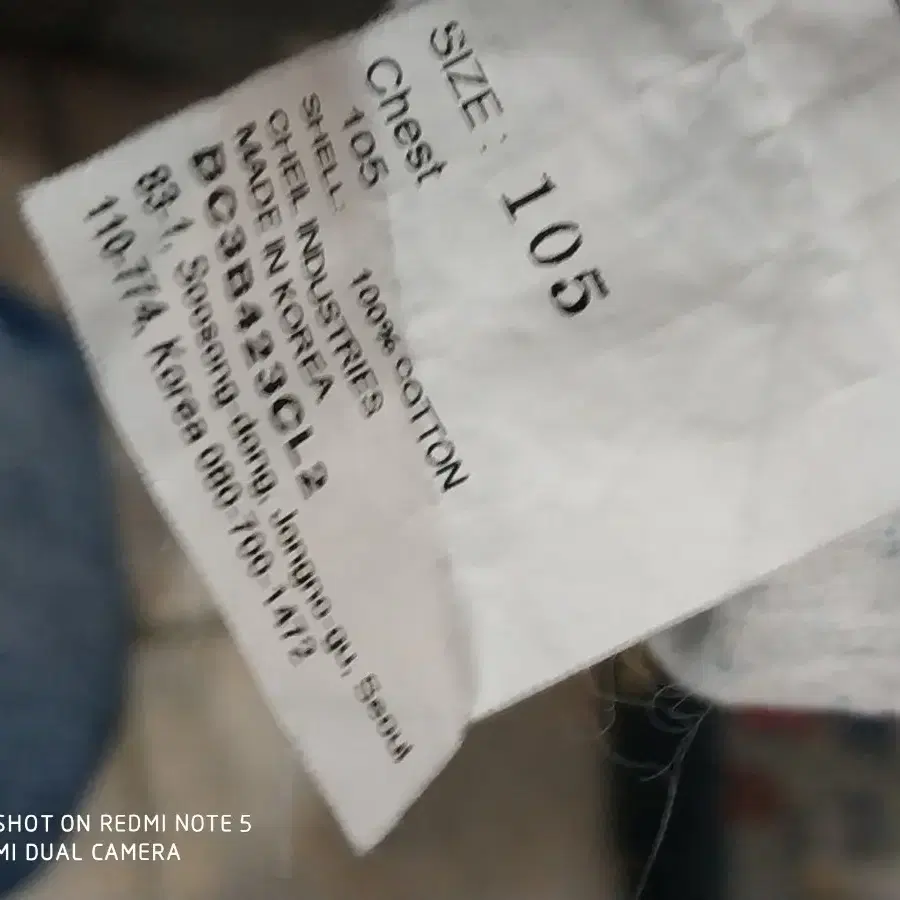 SIZE : 105
Chest
105
SHELL: 100% COTTON
CHEIL INDUSTRIES
MADE IN KOREA
BC3B423CL2
83-1, Soosong-dong, Jongno-gu, Seoul
110-774, Korea 080-700-1472
SHOT ON REDMI NOTE 5
MI DUAL CAMERA